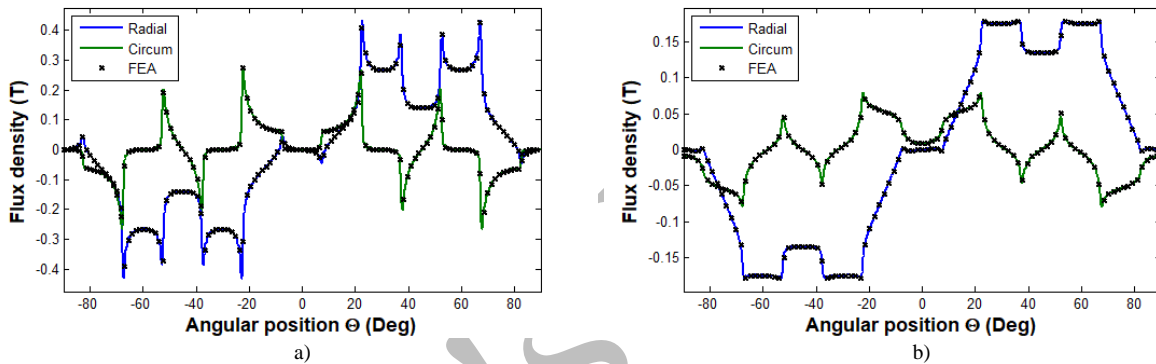 Radial
Circum
FEA
0.4
0.3
0.2
0.1
0
-0.1
-0.2
-0.3
-0.4
Flux density (T)
-80 -60 -40 -20 0 20 40 60 80
Angular position Θ (Deg)
a)
Radial
Circum
FEA
0.15
0.1
0.05
0
-0.05
-0.1
-0.15
Flux density (T)
-80 -60 -40 -20 0 20 40 60 80
Angular position Θ (Deg)
b)